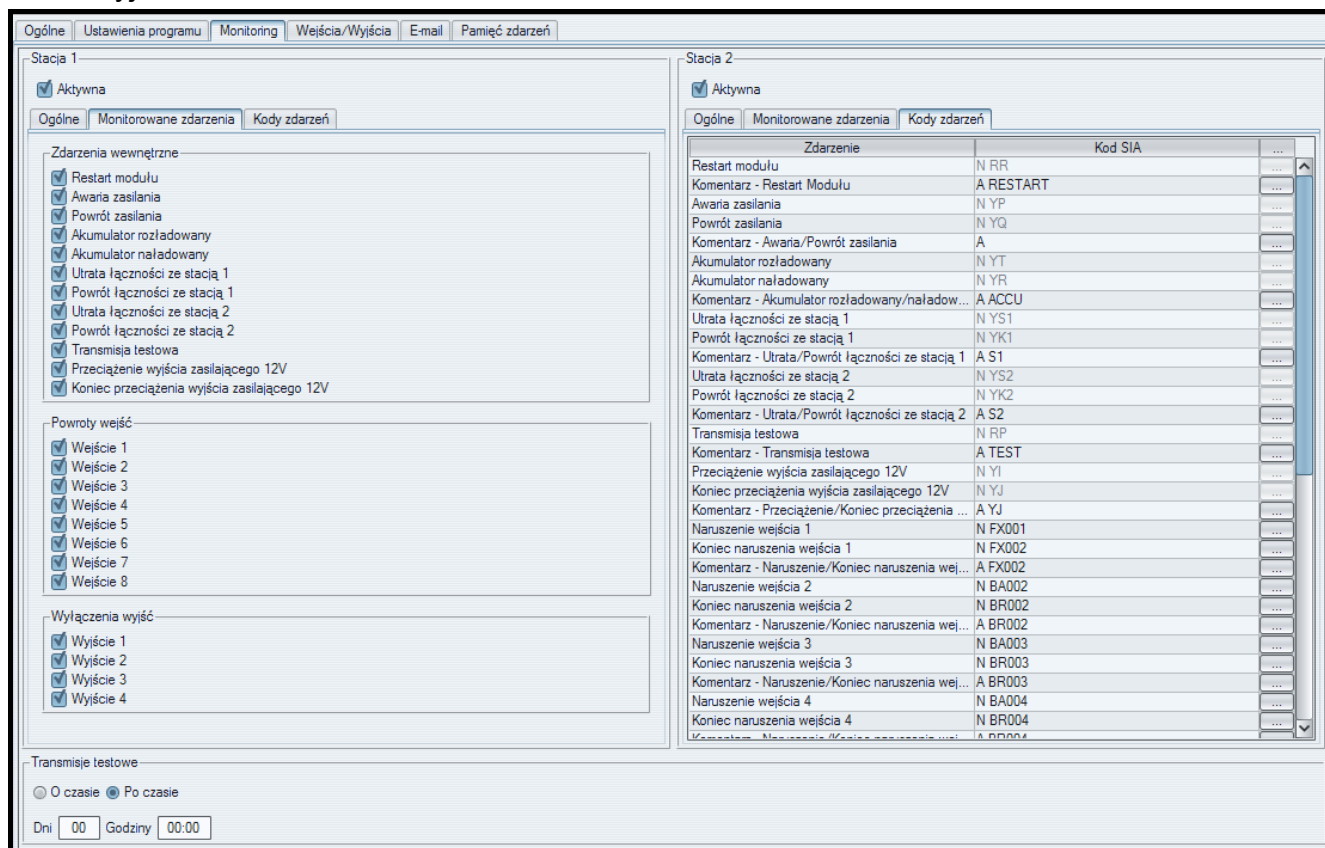 Ogólne Ustawienia programu Monitoring Wejścia/Wyjścia E-mail Pamięć zdarzeń
Stacja 1
Aktywna
Ogólne Monitorowane zdarzenia Kody zdarzeń
Zdarzenia wewnętrzne
Restart modułu
Awaria zasilania
Powrót zasilania
Akumulator rozładowany
Akumulator naładowany
Utrata łączności ze stacją 1
Powrót łączności ze stacją 1
Utrata łączności ze stacją 2
Powrót łączności ze stacją 2
Transmisja testowa
Przeciążenie wyjścia zasilającego 12V
Koniec przeciążenia wyjścia zasilającego 12V
Powroty wejść
Wejście 1
Wejście 2
Wejście 3
Wejście 4
Wejście 5
Wejście 6
Wejście 7
Wejście 8
Wyłączenia wyjść
Wyjście 1
Wyjście 2
Wyjście 3
Wyjście 4
Stacja 2
Aktywna
Ogólne Monitorowane zdarzenia Kody zdarzeń
Zdarzenie Kod SIA ...
Restart modułu N RR ...
Komentarz - Restart Modułu A RESTART ...
Awaria zasilania N YP ...
Powrót zasilania N YQ ...
Komentarz - Awaria/Powrót zasilania A ...
Akumulator rozładowany N YT ...
Akumulator naładowany N YR ...
Komentarz - Akumulator rozładowany/naładow... A ACCU ...
Utrata łączności ze stacją 1 N YS1 ...
Powrót łączności ze stacją 1 N YK1 ...
Komentarz - Utrata/Powrót łączności ze stacją 1 A S1 ...
Utrata łączności ze stacją 2 N YS2 ...
Powrót łączności ze stacją 2 N YK2 ...
Komentarz - Utrata/Powrót łączności ze stacją 2 A S2 ...
Transmisja testowa N RP ...
Komentarz - Transmisja testowa A TEST ...
Przeciążenie wyjścia zasilającego 12V N YI ...
Koniec przeciążenia wyjścia zasilającego 12V N YJ ...
Komentarz - Przeciążenie/Koniec przeciążenia ... A YJ ...
Naruszenie wejścia 1 N FX001 ...
Koniec naruszenia wejścia 1 N FX002 ...
Komentarz - Naruszenie/Koniec naruszenia wej... A FX002 ...
Naruszenie wejścia 2 N BA002 ...
Koniec naruszenia wejścia 2 N BR002 ...
Komentarz - Naruszenie/Koniec naruszenia wej... A BR002 ...
Naruszenie wejścia 3 N BA003 ...
Koniec naruszenia wejścia 3 N BR003 ...
Komentarz - Naruszenie/Koniec naruszenia wej... A BR003 ...
Naruszenie wejścia 4 N BA004 ...
Koniec naruszenia wejścia 4 N BR004 ...
Transmisje testowe
O czasie Po czasie
Dni 00 Godziny 00:00